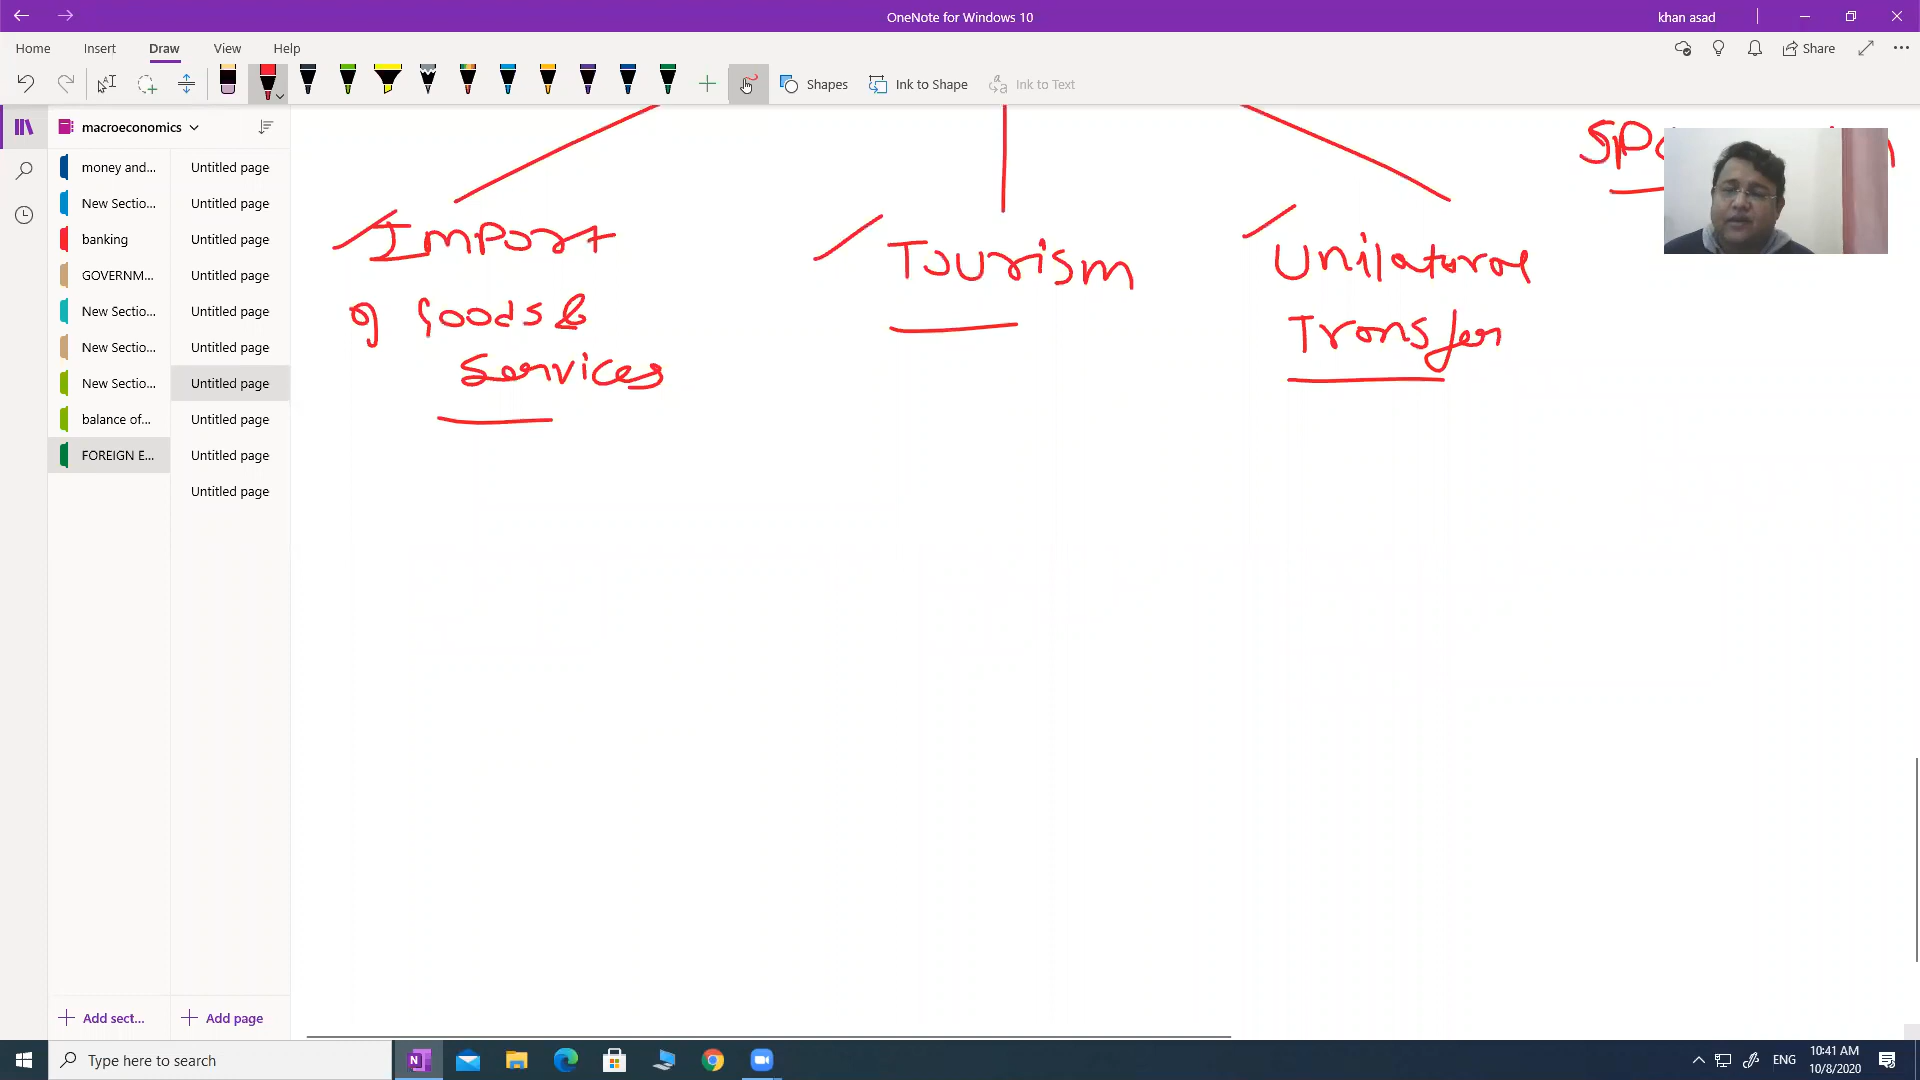 OneNote for Windows 10
khan asad
Home Insert Draw View Help
Share
Shapes
Ink to Shape
Ink to Text
macroeconomics
money and...
New Sectio...
banking
GOVERNM...
New Sectio...
New Sectio...
New Sectio...
balance of...
FOREIGN E...
Untitled page
Untitled page
Untitled page
Untitled page
Untitled page
Untitled page
Untitled page
Untitled page
Untitled page
Untitled page
Import
of Goods &
Services
Tourism
Unilateral
Transfer
Add sect...
Add page
Type here to search
ENG
10:41 AM
10/8/2020